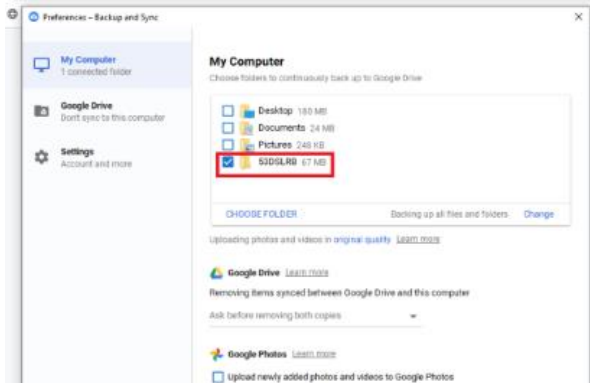 Preferences – Backup and Sync
My Computer
1 connected folder
Google Drive
Don't sync to this computer
Settings
Account and more
My Computer
Choose folders to continuously back up to Google Drive
Desktop 180 MB
Documents 24 MB
Pictures 248 KB
53DSLRB 67 MB
CHOOSE FOLDER Backing up all files and folders Change
Uploading photos and videos in original quality Learn more
Google Drive Learn more
Removing items synced between Google Drive and this computer
Ask before removing both copies
Google Photos Learn more
Upload newly added photos and videos to Google Photos